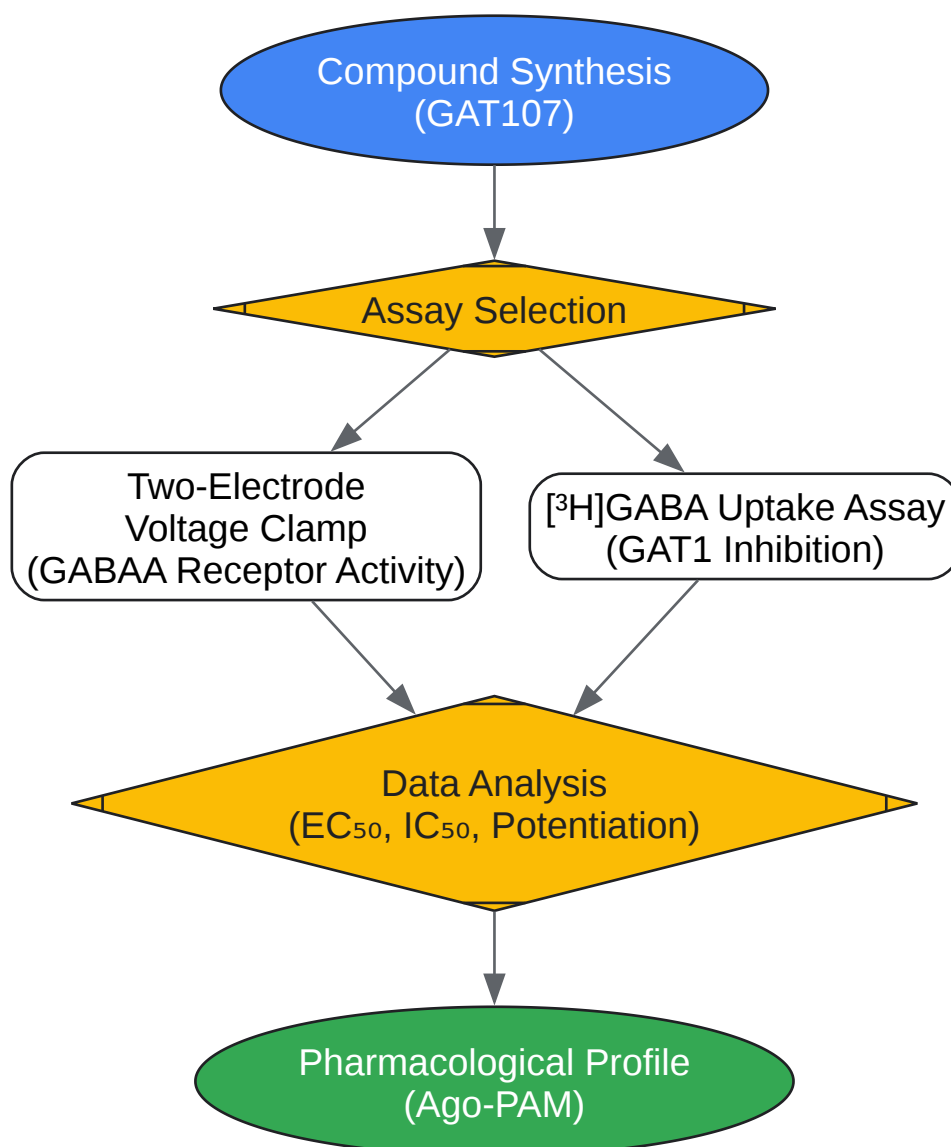 Compound Synthesis
(GAT107)
Assay Selection
Two-Electrode
Voltage Clamp
(GABAA Receptor Activity)
[³H]GABA Uptake Assay
(GAT1 Inhibition)
Data Analysis
(EC₅₀, IC₅₀, Potentiation)
Pharmacological Profile
(Ago-PAM)